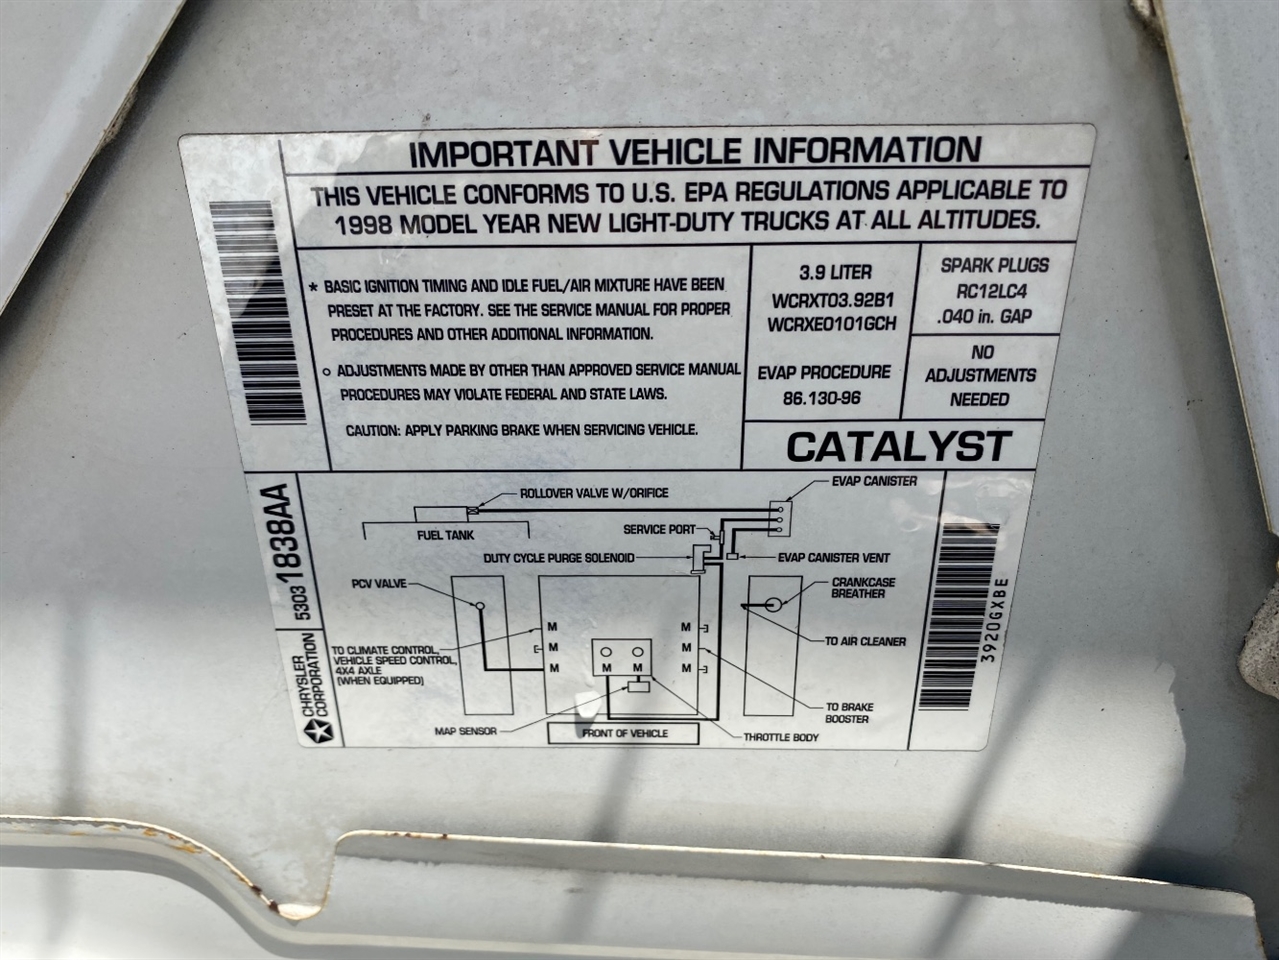 IMPORTANT VEHICLE INFORMATION
THIS VEHICLE CONFORMS TO U.S. EPA REGULATIONS APPLICABLE TO
1998 MODEL YEAR NEW LIGHT-DUTY TRUCKS AT ALL ALTITUDES.
* BASIC IGNITION TIMING AND IDLE FUEL/AIR MIXTURE HAVE BEEN
PRESET AT THE FACTORY. SEE THE SERVICE MANUAL FOR PROPER
PROCEDURES AND OTHER ADDITIONAL INFORMATION.
o ADJUSTMENTS MADE BY OTHER THAN APPROVED SERVICE MANUAL
PROCEDURES MAY VIOLATE FEDERAL AND STATE LAWS.
CAUTION: APPLY PARKING BRAKE WHEN SERVICING VEHICLE.
3.9 LITER
WCRXT03.92B1
WCRXE0101GCH
EVAP PROCEDURE
86.130-96
SPARK PLUGS
RC12LC4
.040 in. GAP
NO
ADJUSTMENTS
NEEDED
CATALYST
53031838AA
CHRYSLER
CORPORATION
ROLLOVER VALVE W/ORIFICE
EVAP CANISTER
FUEL TANK
SERVICE PORT
DUTY CYCLE PURGE SOLENOID
EVAP CANISTER VENT
PCV VALVE
CRANKCASE
BREATHER
M
M
M
M
M
M
M M
TO CLIMATE CONTROL,
VEHICLE SPEED CONTROL,
4X4 AXLE
(WHEN EQUIPPED)
TO AIR CLEANER
TO BRAKE
BOOSTER
MAP SENSOR
FRONT OF VEHICLE
THROTTLE BODY
3920GXBE